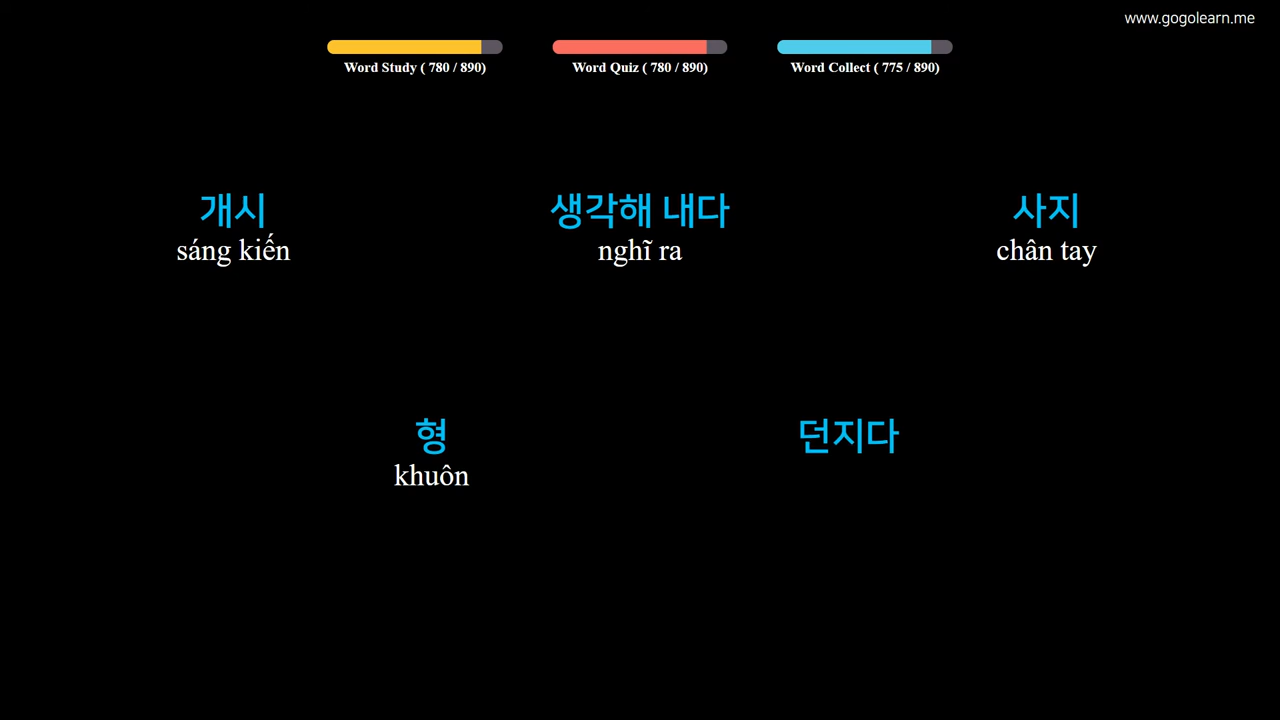 www.gogolearn.me
Word Study ( 780 / 890)
Word Quiz ( 780 / 890)
Word Collect ( 775 / 890)
개시
sáng kiến
생각해 내다
nghĩ ra
사지
chân tay
형
khuôn
던지다